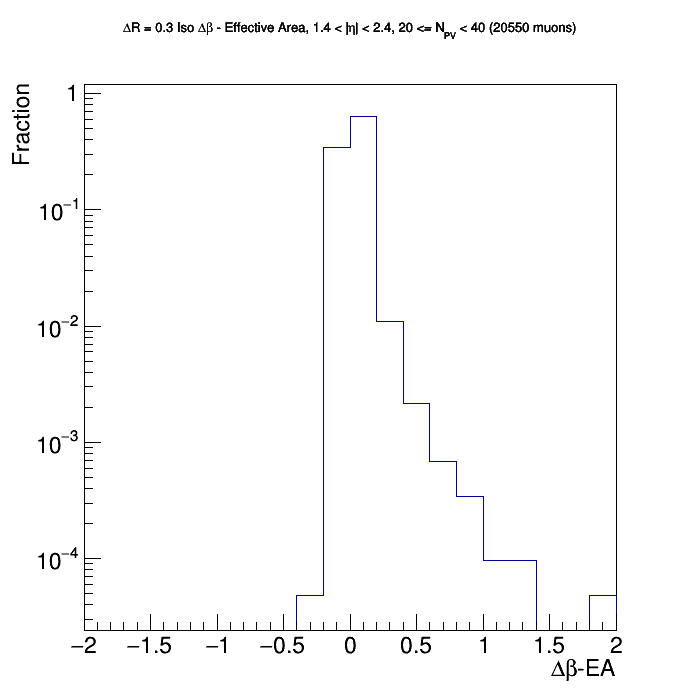 ΔR = 0.3 Iso Δβ - Effective Area, 1.4 < |η| < 2.4, 20 <= N_PV < 40 (20550 muons)
Fraction
1
10⁻¹
10⁻²
10⁻³
10⁻⁴
−2 −1.5 −1 −0.5 0 0.5 1 1.5 2
Δβ-EA